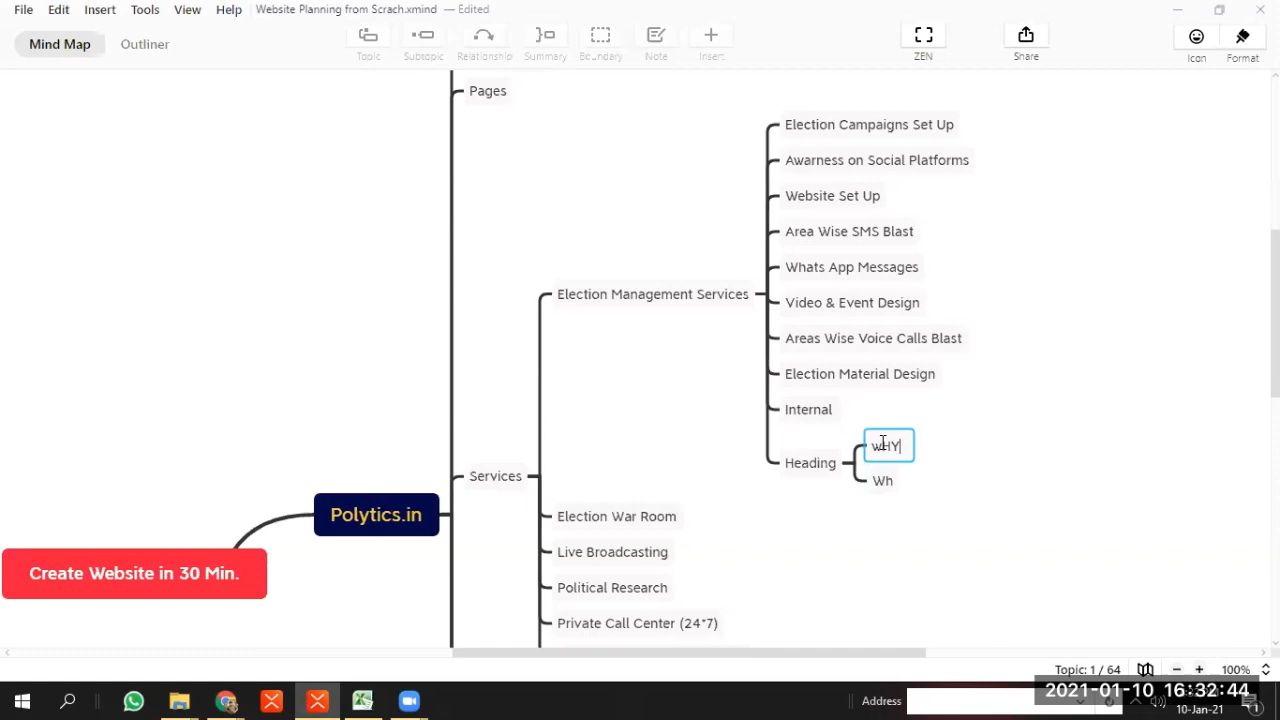 File Edit Insert Tools View Help Website Planning from Scrach.xmind — Edited
Mind Map Outliner
Topic Subtopic Relationship Summary Boundary Note Insert ZEN Share Icon Format
Pages
Election Campaigns Set Up
Awarness on Social Platforms
Website Set Up
Area Wise SMS Blast
Whats App Messages
Election Management Services
Video & Event Design
Areas Wise Voice Calls Blast
Election Material Design
Internal
wHY
Heading
Wh
Services
Polytics.in
Election War Room
Live Broadcasting
Create Website in 30 Min.
Political Research
Private Call Center (24*7)
Topic: 1 / 64 100%
2021-01-10 16:32:44
Address
10-Jan-21